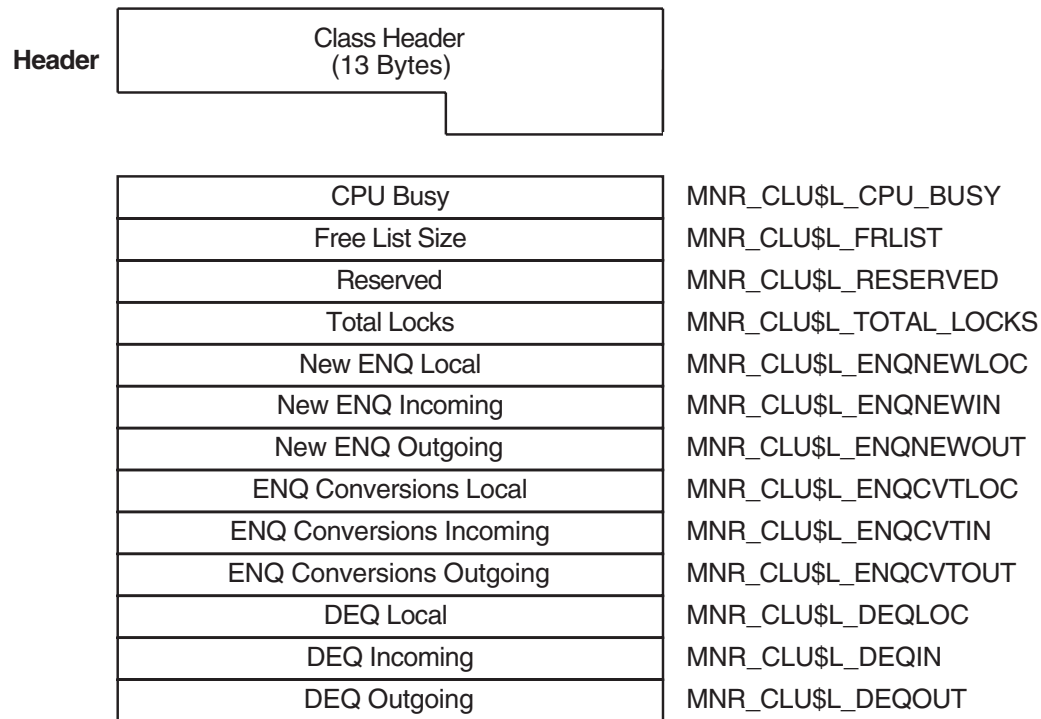 Header
Class Header
(13 Bytes)
CPU Busy MNR_CLU$L_CPU_BUSY
Free List Size MNR_CLU$L_FRLIST
Reserved MNR_CLU$L_RESERVED
Total Locks MNR_CLU$L_TOTAL_LOCKS
New ENQ Local MNR_CLU$L_ENQNEWLOC
New ENQ Incoming MNR_CLU$L_ENQNEWIN
New ENQ Outgoing MNR_CLU$L_ENQNEWOUT
ENQ Conversions Local MNR_CLU$L_ENQCVTLOC
ENQ Conversions Incoming MNR_CLU$L_ENQCVTIN
ENQ Conversions Outgoing MNR_CLU$L_ENQCVTOUT
DEQ Local MNR_CLU$L_DEQLOC
DEQ Incoming MNR_CLU$L_DEQIN
DEQ Outgoing MNR_CLU$L_DEQOUT